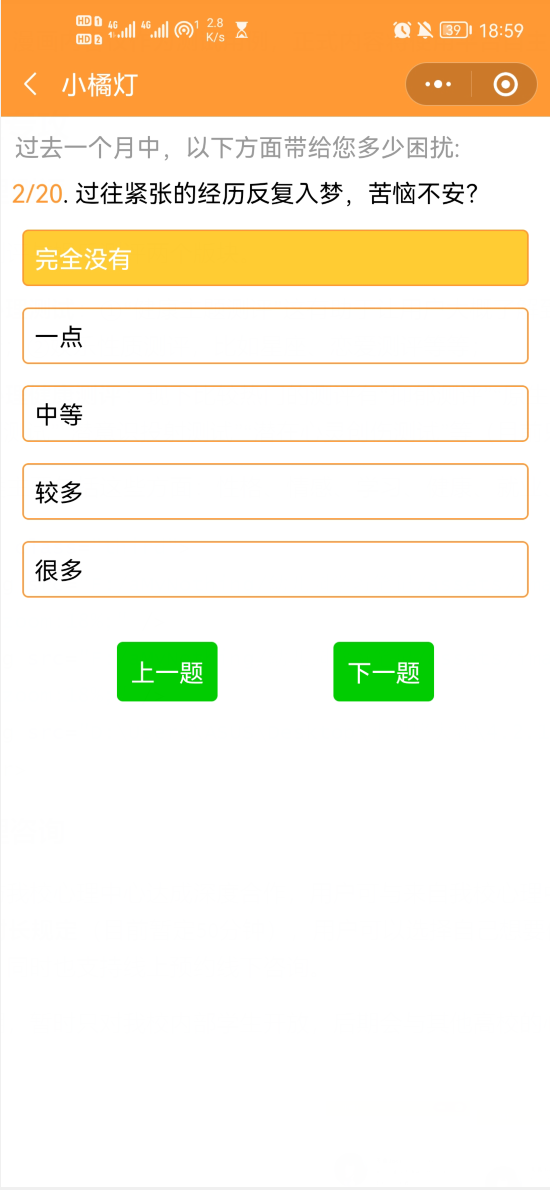 HD 1 4G 4G 1 2.8 39 18:59
HD 2 K/s
小橘灯
过去一个月中，以下方面带给您多少困扰:
2/20. 过往紧张的经历反复入梦，苦恼不安？
完全没有
一点
中等
较多
很多
上一题 下一题